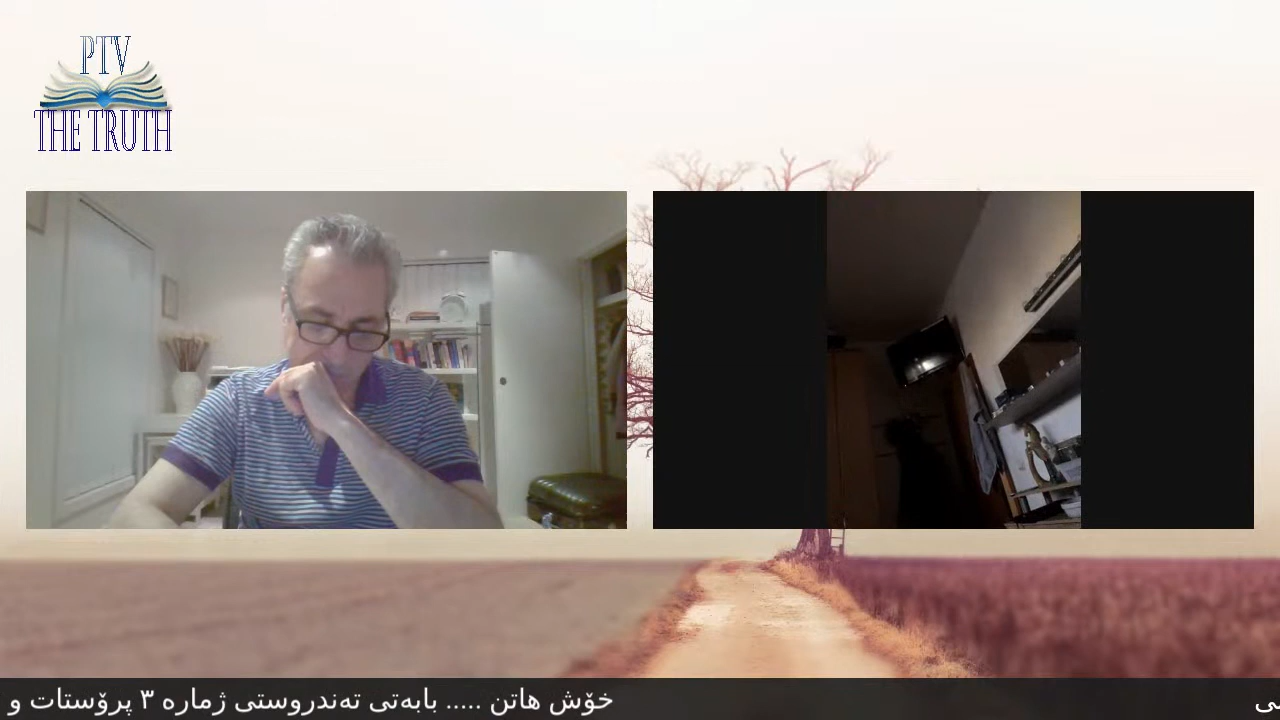 PTV
THE TRUTH
خۆش هاتن ..... بابەتی تەندروستی ژمارە ٣ پرۆستات و